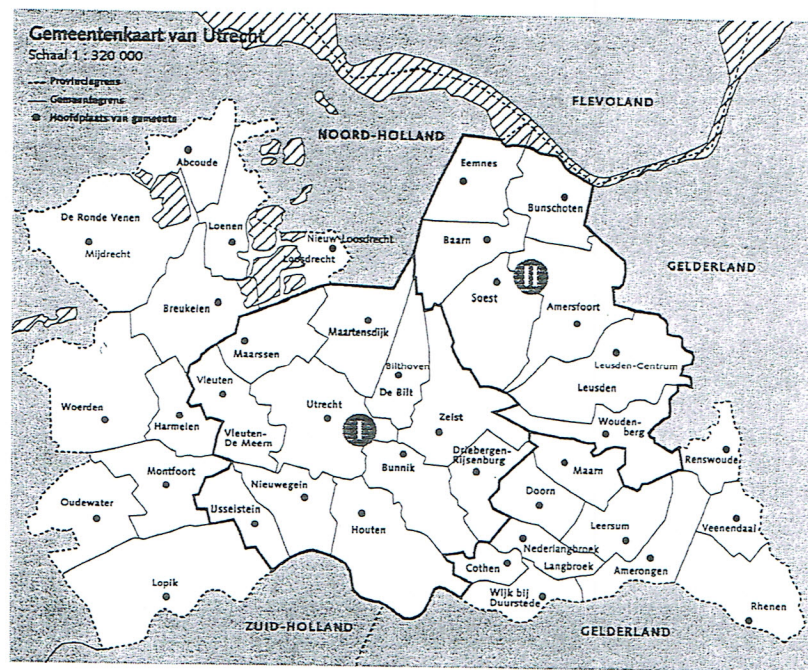 Gemeentenkaart van Utrecht
Schaal 1 : 320 000
Provinciegrens
Gemeentegrens
Hoofdplaats van gemeente
FLEVOLAND
NOORD-HOLLAND
Abcoude
Eemnes
Bunschoten
De Ronde Venen
Loenen
Nieuw-Loosdrecht
Mijdrecht
Loosdrecht
Baarn
GELDERLAND
II
Soest
Breukelen
Amersfoort
Maartensdijk
Maarssen
Leusden-Centrum
Bilthoven
Vleuten
De Bilt
Leusden
Woerden
Utrecht
Zeist
Harmelen
I
Wouden-
berg
Vleuten-
De Meern
Driebergen-
Rijsenburg
Bunnik
Renswoude
Montfoort
Maarn
Nieuwegein
Doorn
Oudewater
IJsselstein
Houten
Leersum
Veenendaal
Nederlangbroek
Cothen
Langbroek
Amerongen
Lopik
Wijk bij
Duurstede
Rhenen
ZUID-HOLLAND
GELDERLAND